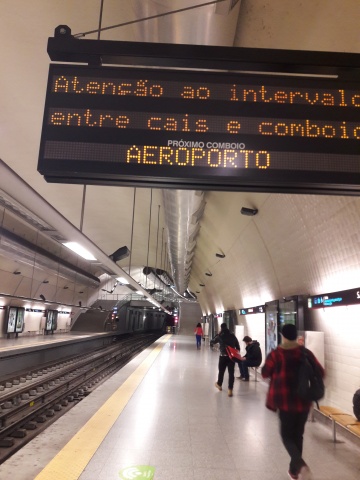 Atenção ao intervalo
entre cais e comboio
PRÓXIMO COMBOIO
AEROPORTO